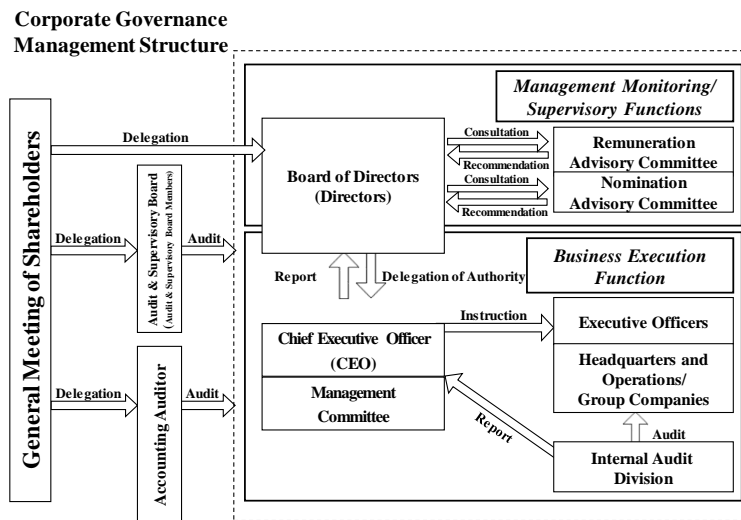 Corporate Governance
Management Structure
Management Monitoring/
Supervisory Functions
General Meeting of Shareholders
Delegation
Board of Directors
(Directors)
Consultation
Recommendation
Consultation
Recommendation
Remuneration
Advisory Committee
Nomination
Advisory Committee
Delegation
Audit & Supervisory Board
(Audit & Supervisory Board Members)
Audit
Report
Delegation of Authority
Business Execution
Function
Chief Executive Officer
(CEO)
Management
Committee
Instruction
Executive Officers
Headquarters and
Operations/
Group Companies
Delegation
Accounting Auditor
Audit
Report
Audit
Internal Audit
Division